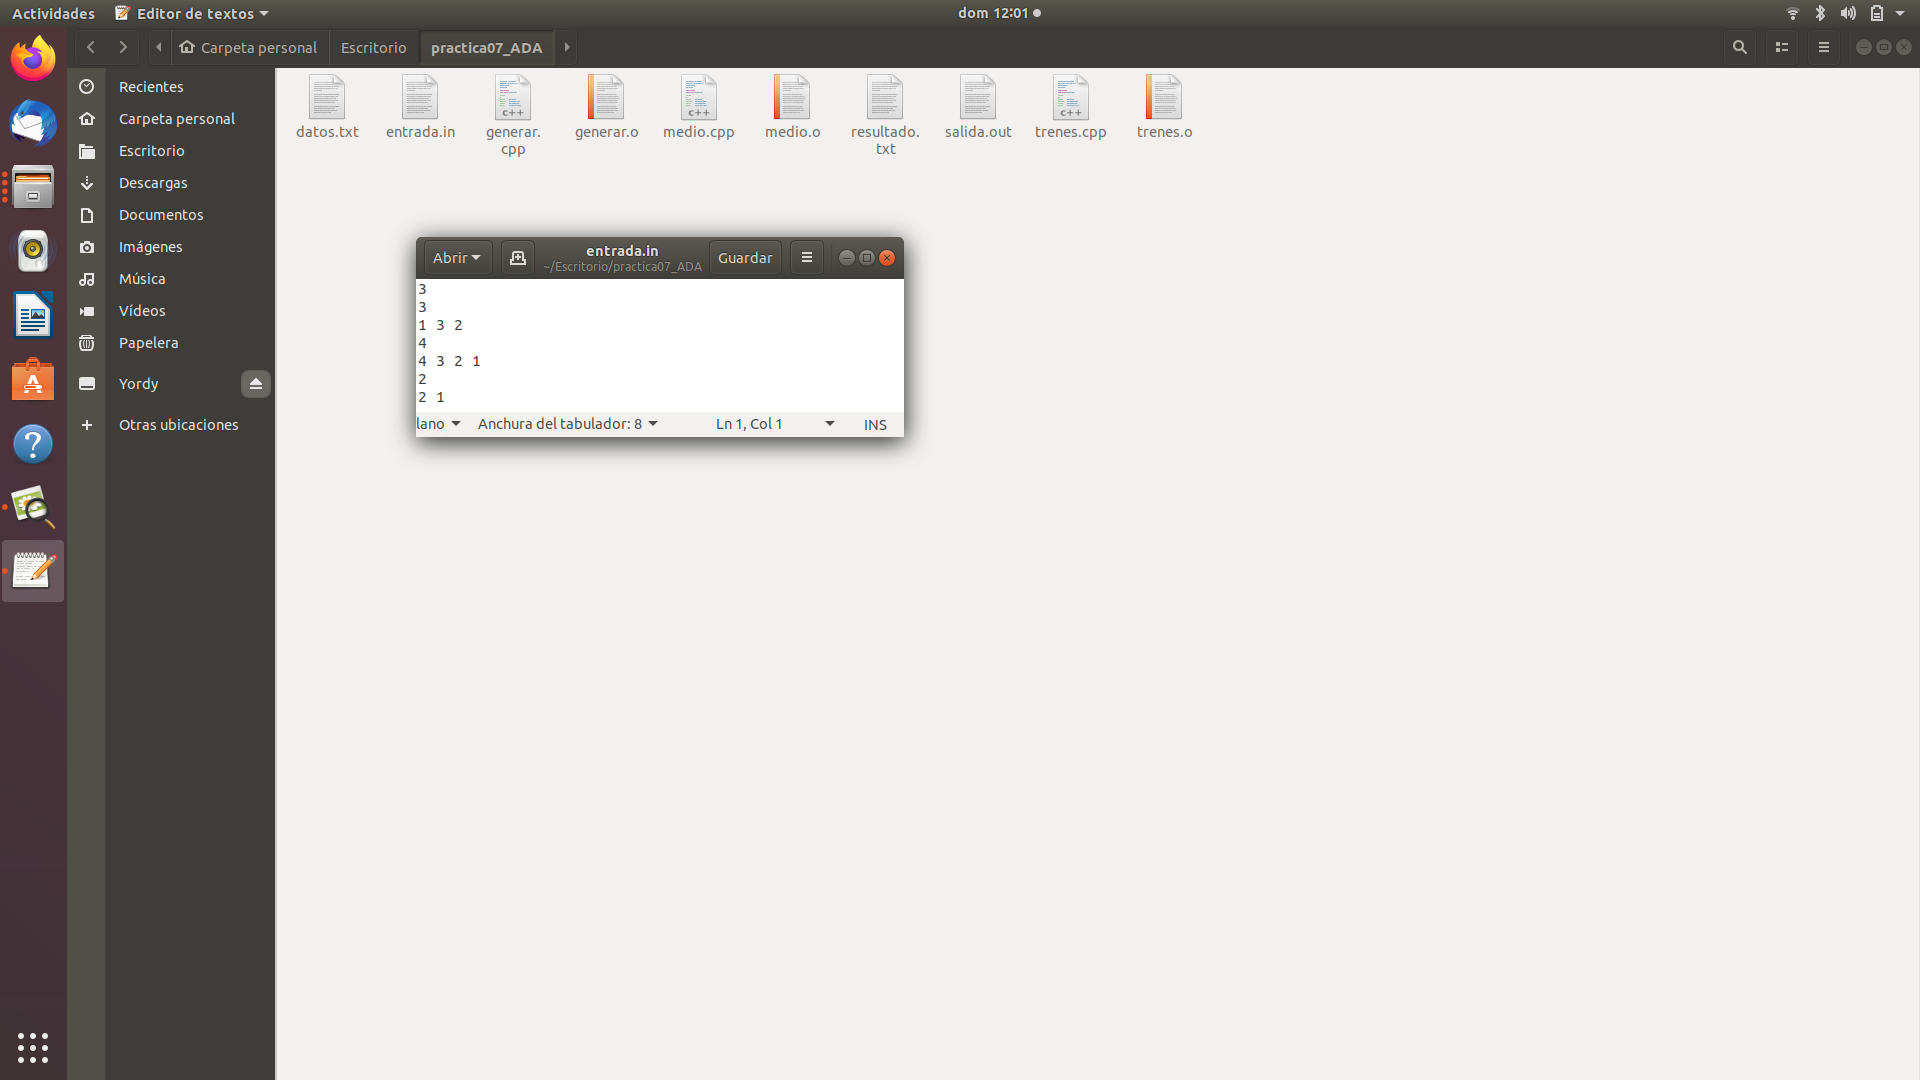 Actividades Editor de textos dom 12:01
Carpeta personal Escritorio practica07_ADA
Recientes
Carpeta personal
Escritorio
Descargas
Documentos
Imágenes
Música
Vídeos
Papelera
Yordy
Otras ubicaciones
datos.txt entrada.in generar.cpp generar.o medio.cpp medio.o resultado.txt salida.out trenes.cpp trenes.o
Abrir entrada.in Guardar
~/Escritorio/practica07_ADA
3
3
1 3 2
4
4 3 2 1
2
2 1
lano Anchura del tabulador: 8 Ln 1, Col 1 INS